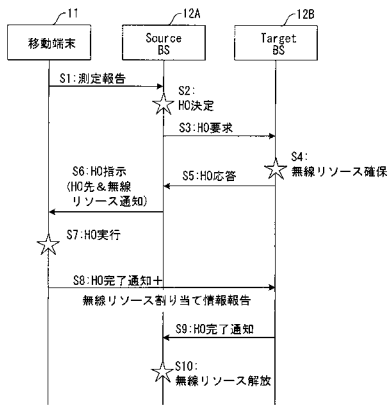 11
12A
12B
移動端末
Source
BS
Target
BS
S1:測定報告
S2:
HO決定
S3:HO要求
S4:
無線リソース確保
S5:HO応答
S6:HO指示
(HO先&無線
リソース通知)
S7:HO実行
S8:HO完了通知+
無線リソース割り当て情報報告
S9:HO完了通知
S10:
無線リソース解放